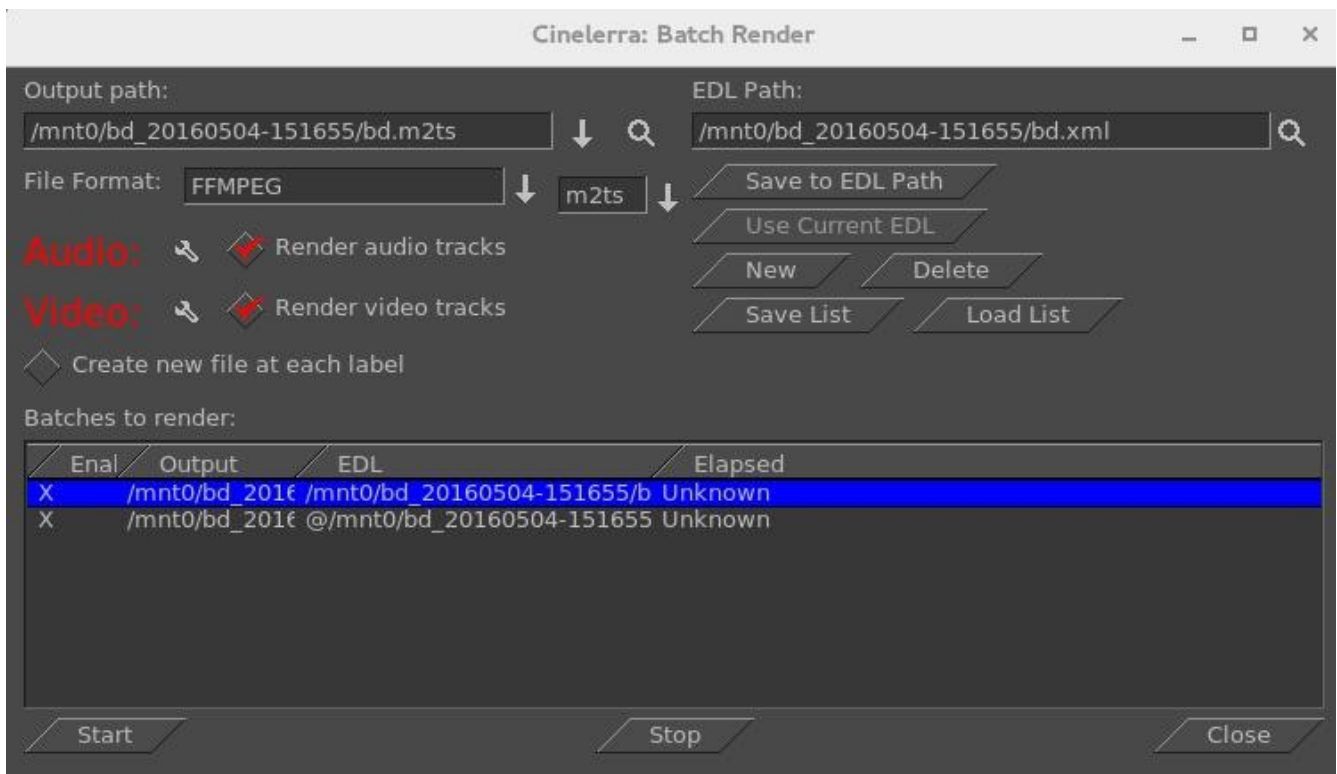 Cinelerra: Batch Render
Output path:
/mnt0/bd_20160504-151655/bd.m2ts
EDL Path:
/mnt0/bd_20160504-151655/bd.xml
File Format:
FFMPEG
m2ts
Save to EDL Path
Use Current EDL
Audio:
Render audio tracks
New
Delete
Video:
Render video tracks
Save List
Load List
Create new file at each label
Batches to render:
Enal Output EDL Elapsed
X /mnt0/bd_2016 /mnt0/bd_20160504-151655/b Unknown
X /mnt0/bd_2016 @/mnt0/bd_20160504-151655 Unknown
Start
Stop
Close